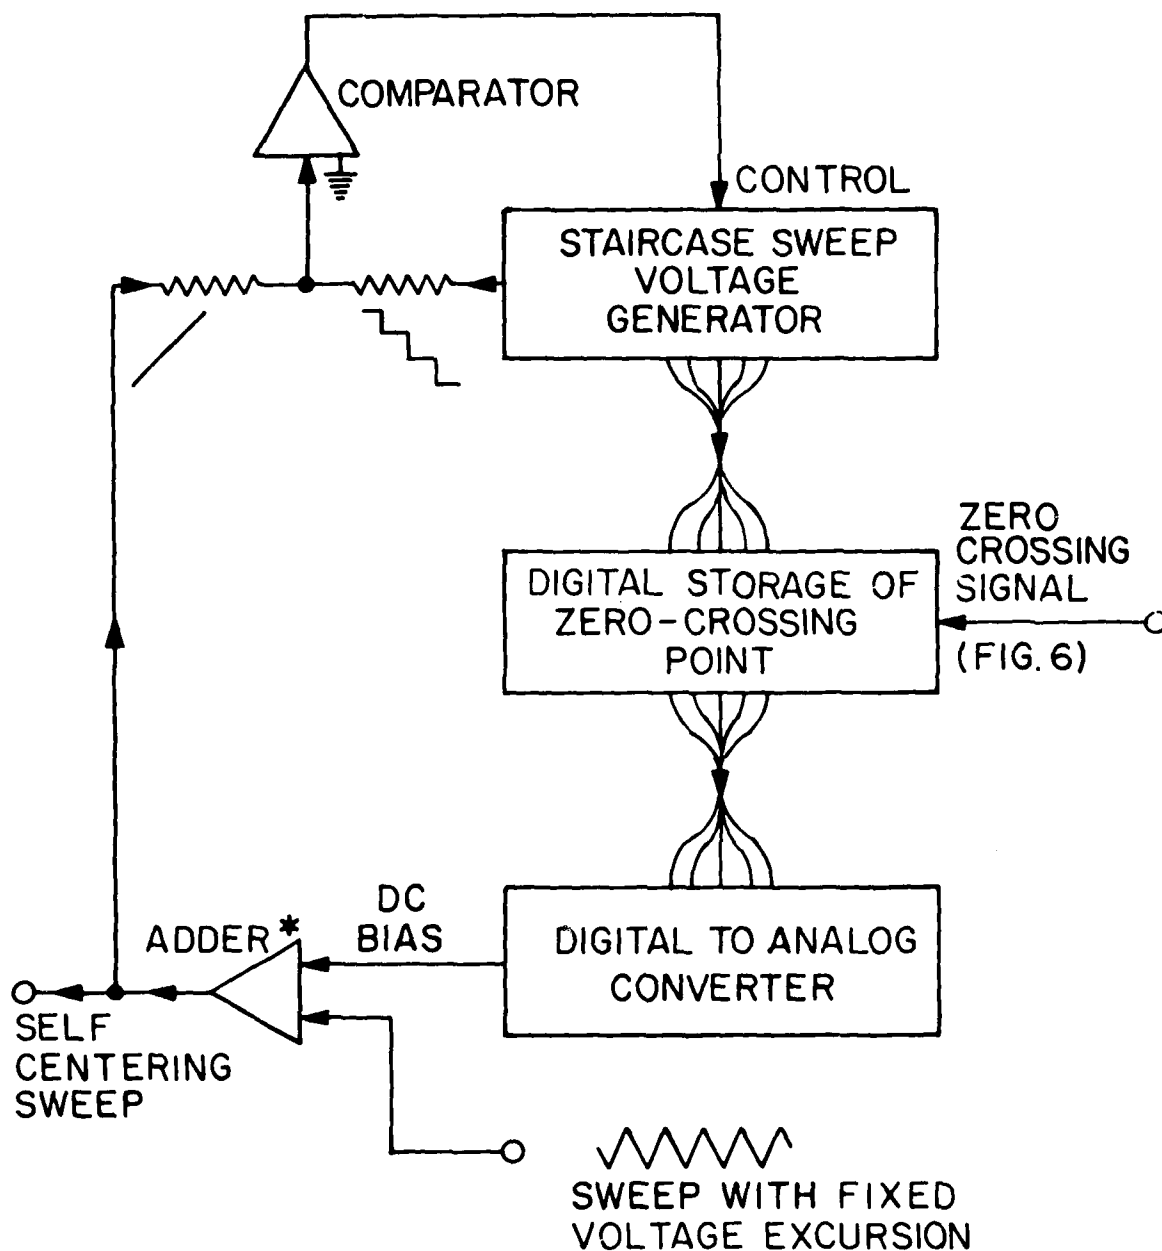 COMPARATOR
CONTROL
STAIRCASE SWEEP
VOLTAGE
GENERATOR
ZERO
CROSSING
SIGNAL
(FIG. 6)
DIGITAL STORAGE OF
ZERO-CROSSING
POINT
DC
BIAS
ADDER *
DIGITAL TO ANALOG
CONVERTER
SELF
CENTERING
SWEEP
SWEEP WITH FIXED
VOLTAGE EXCURSION